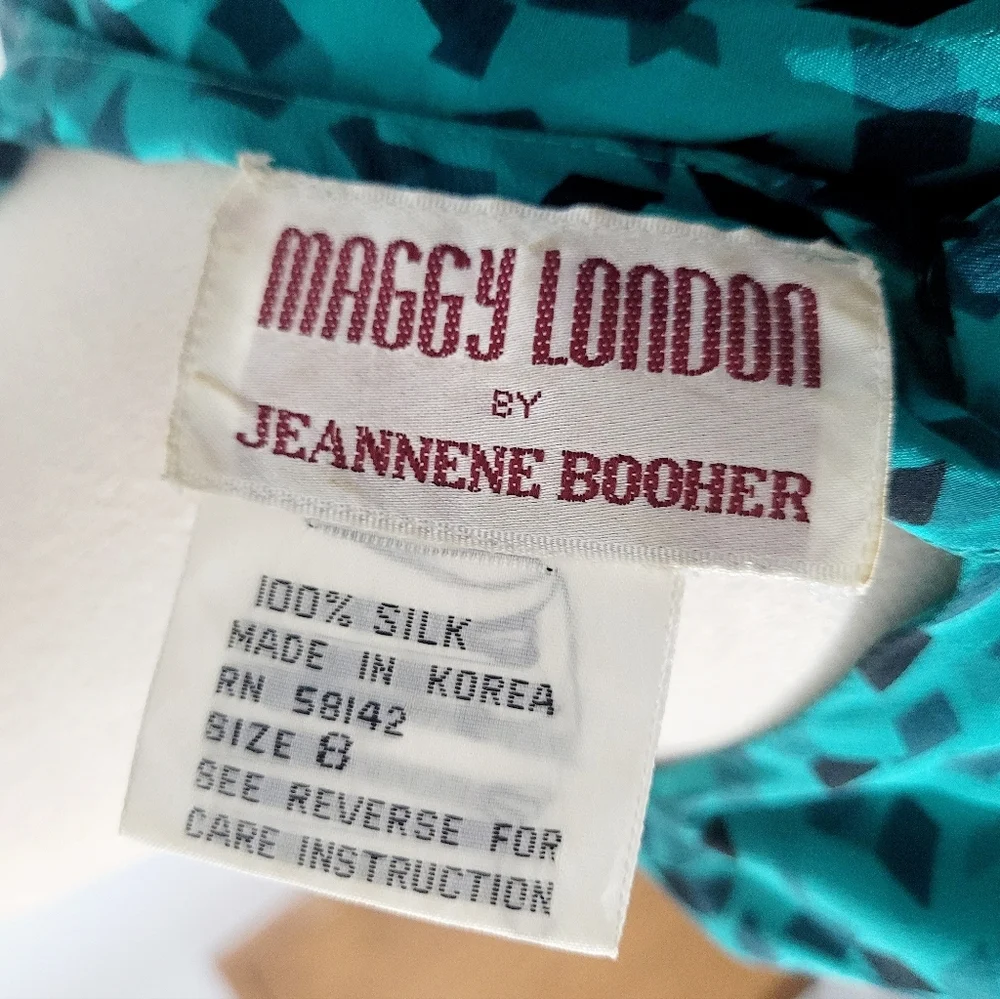 MAGGY LONDON
BY
JEANNENE BOOHER
100% SILK
MADE IN KOREA
RN 58142
SIZE 8
SEE REVERSE FOR
CARE INSTRUCTION